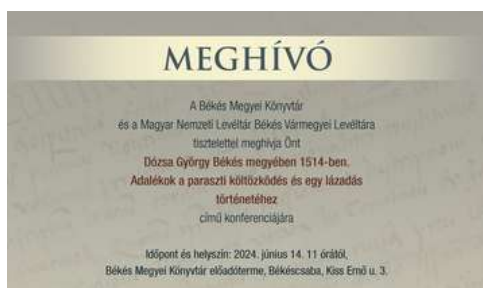 MEGHÍVÓ
A Békés Megyei Könyvtár
és a Magyar Nemzeti Levéltár Békés Vármegyei Levéltára
tisztelettel meghívja Önt
Dózsa György Békés megyében 1514-ben.
Adalékok a paraszti költözködés és egy lázadás
történetéhez
című konferenciájára
Időpont és helyszín: 2024. június 14. 11 órától,
Békés Megyei Könyvtár előadóterme, Békéscsaba, Kiss Ernő u. 3.